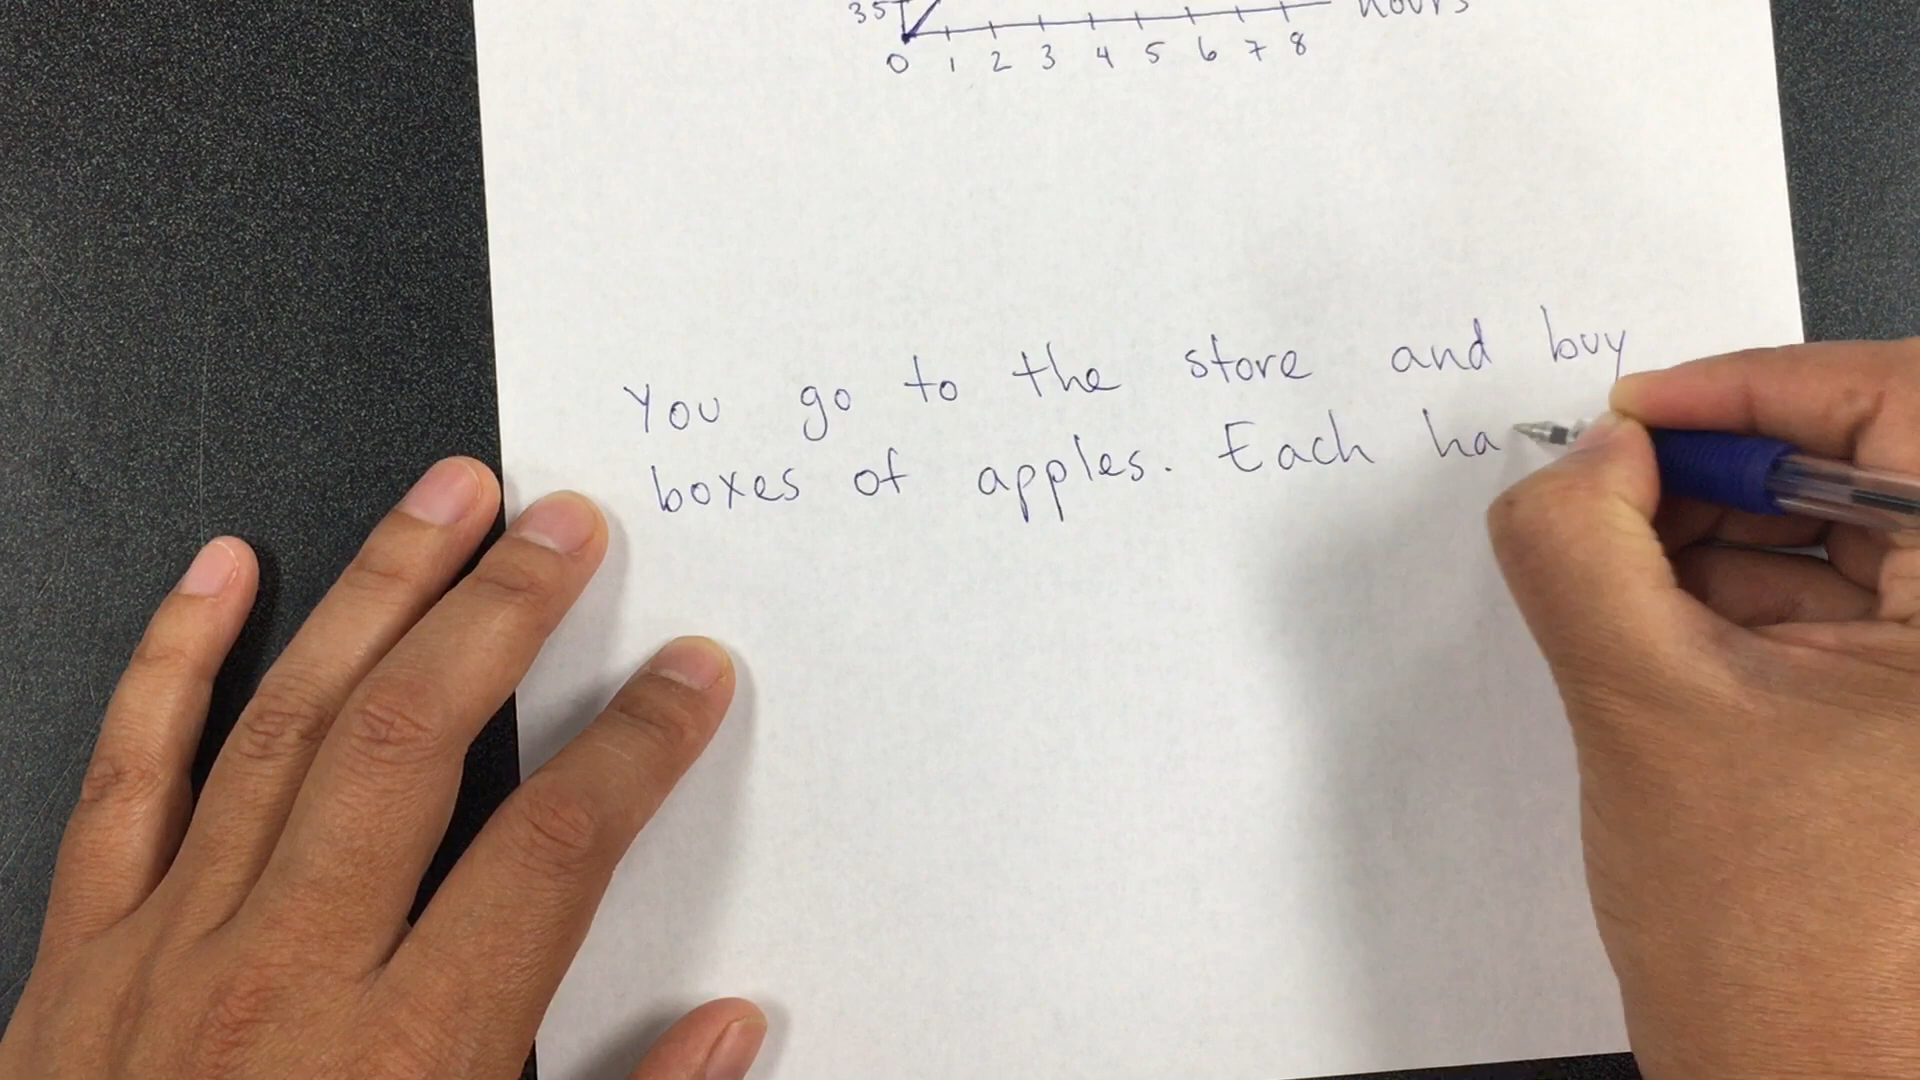 35
hours
0 1 2 3 4 5 6 7 8
You go to the store and buy
boxes of apples. Each ha